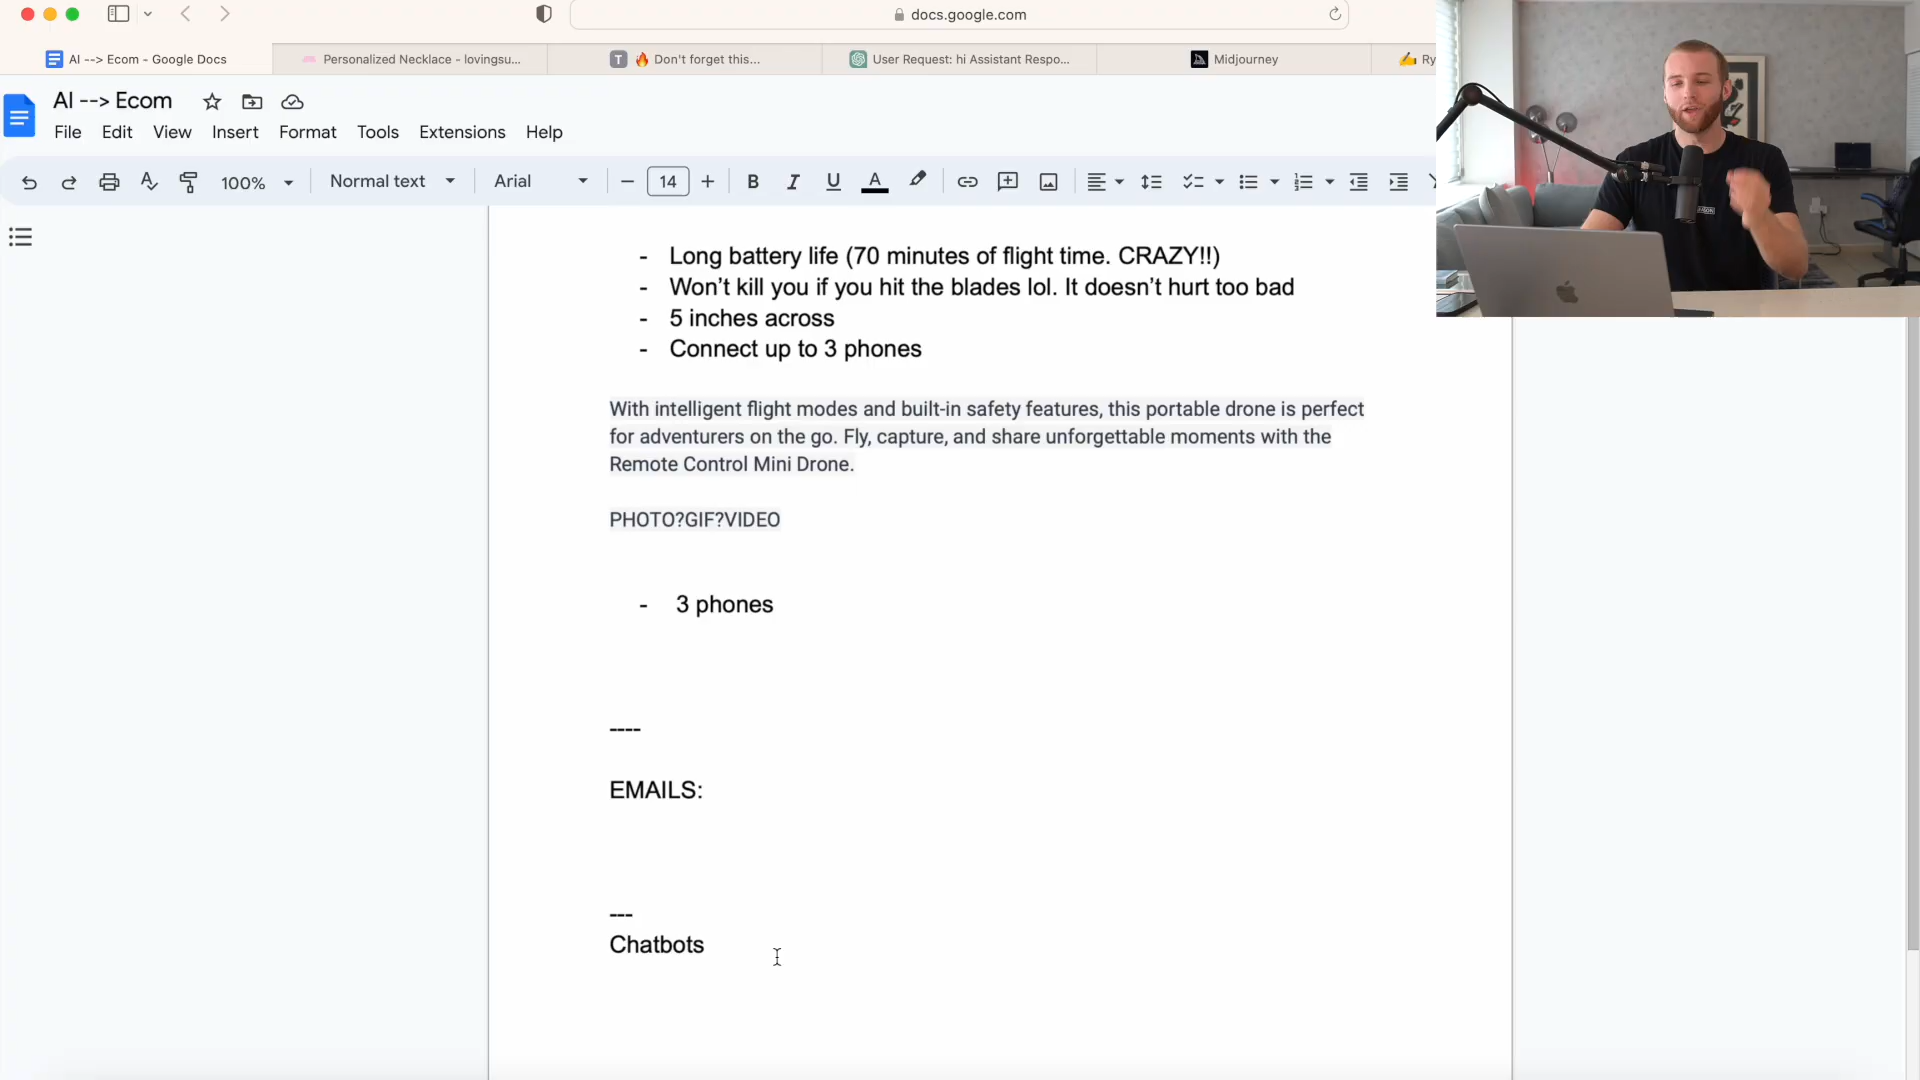 docs.google.com
AI --> Ecom - Google Docs
Personalized Necklace - lovingsu...
T
🔥 Don't forget this...
User Request: hi Assistant Respo...
Midjourney
✍️ Ry
AI --> Ecom
File Edit View Insert Format Tools Extensions Help
100% Normal text Arial 14 B I U A
- Long battery life (70 minutes of flight time. CRAZY!!)
- Won’t kill you if you hit the blades lol. It doesn’t hurt too bad
- 5 inches across
- Connect up to 3 phones
With intelligent flight modes and built-in safety features, this portable drone is perfect
for adventurers on the go. Fly, capture, and share unforgettable moments with the
Remote Control Mini Drone.
PHOTO?GIF?VIDEO
- 3 phones
----
EMAILS:
---
Chatbots